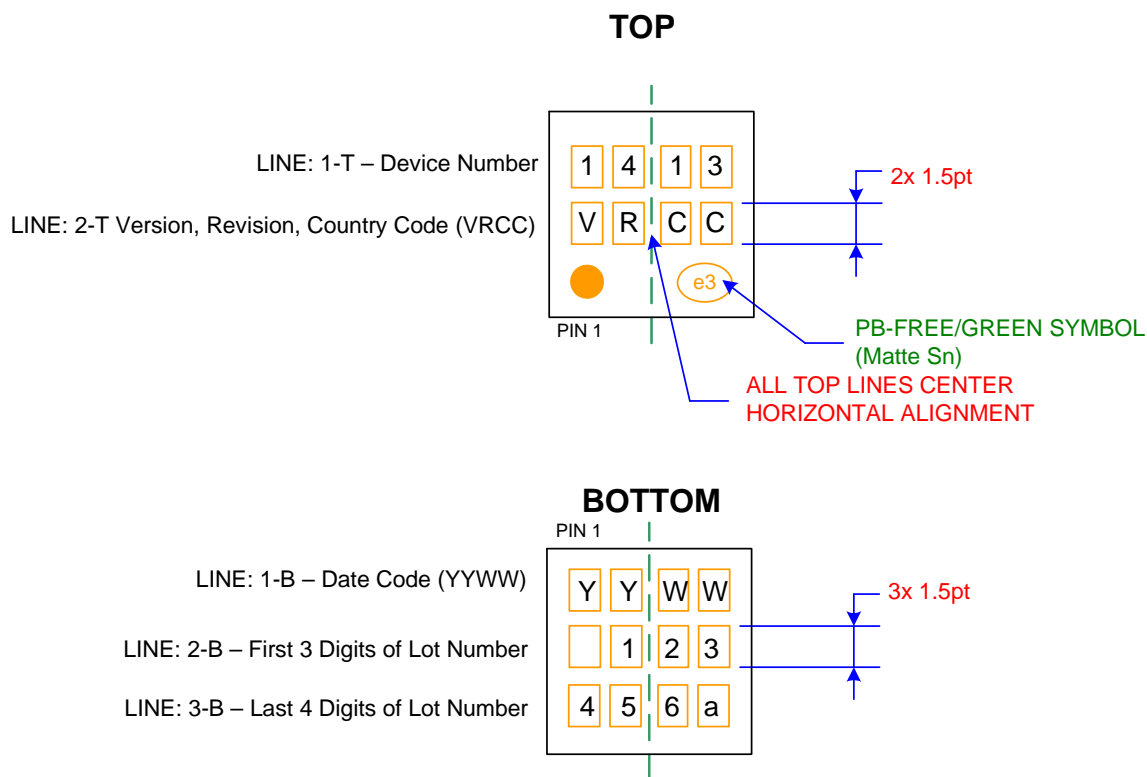 TOP
LINE: 1-T – Device Number
1 4 1 3
2x 1.5pt
LINE: 2-T Version, Revision, Country Code (VRCC)
V R C C
e3
PIN 1
PB-FREE/GREEN SYMBOL
(Matte Sn)
ALL TOP LINES CENTER
HORIZONTAL ALIGNMENT
BOTTOM
PIN 1
LINE: 1-B – Date Code (YYWW)
Y Y W W
3x 1.5pt
LINE: 2-B – First 3 Digits of Lot Number
1 2 3
LINE: 3-B – Last 4 Digits of Lot Number
4 5 6 a